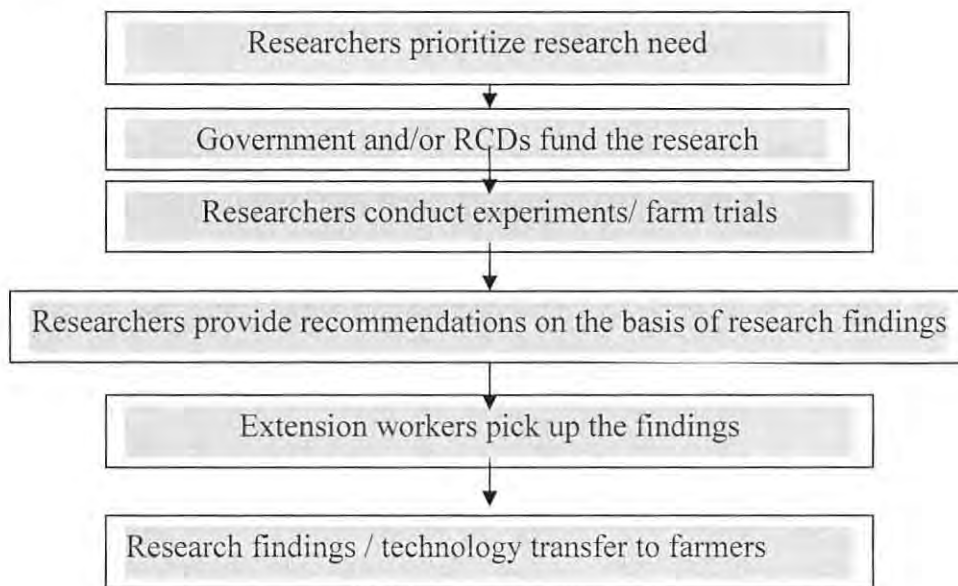 Researchers prioritize research need
Government and/or RCDs fund the research
Researchers conduct experiments/ farm trials
Researchers provide recommendations on the basis of research findings
Extension workers pick up the findings
Research findings / technology transfer to farmers